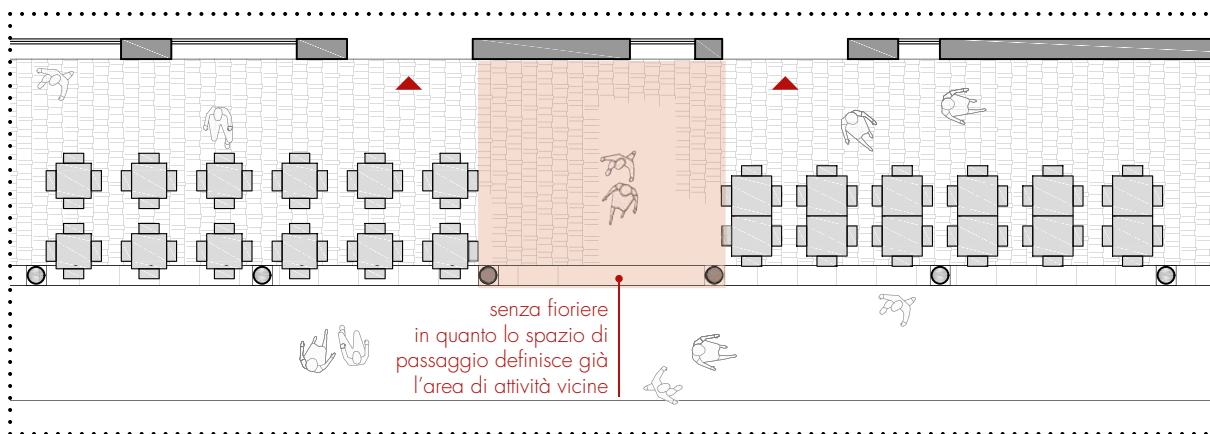 senza fioriere
in quanto lo spazio di
passaggio definisce già
l'area di attività vicine